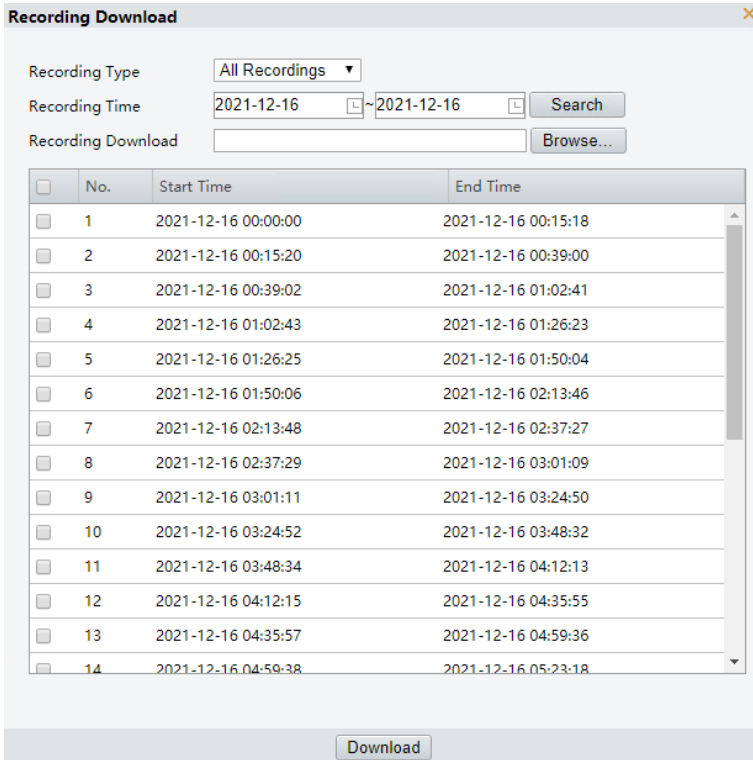 Recording Download
Recording Type All Recordings
Recording Time 2021-12-16 ~ 2021-12-16 Search
Recording Download Browse...
No. Start Time End Time
1 2021-12-16 00:00:00 2021-12-16 00:15:18
2 2021-12-16 00:15:20 2021-12-16 00:39:00
3 2021-12-16 00:39:02 2021-12-16 01:02:41
4 2021-12-16 01:02:43 2021-12-16 01:26:23
5 2021-12-16 01:26:25 2021-12-16 01:50:04
6 2021-12-16 01:50:06 2021-12-16 02:13:46
7 2021-12-16 02:13:48 2021-12-16 02:37:27
8 2021-12-16 02:37:29 2021-12-16 03:01:09
9 2021-12-16 03:01:11 2021-12-16 03:24:50
10 2021-12-16 03:24:52 2021-12-16 03:48:32
11 2021-12-16 03:48:34 2021-12-16 04:12:13
12 2021-12-16 04:12:15 2021-12-16 04:35:55
13 2021-12-16 04:35:57 2021-12-16 04:59:36
14 2021-12-16 04:59:38 2021-12-16 05:23:18
Download